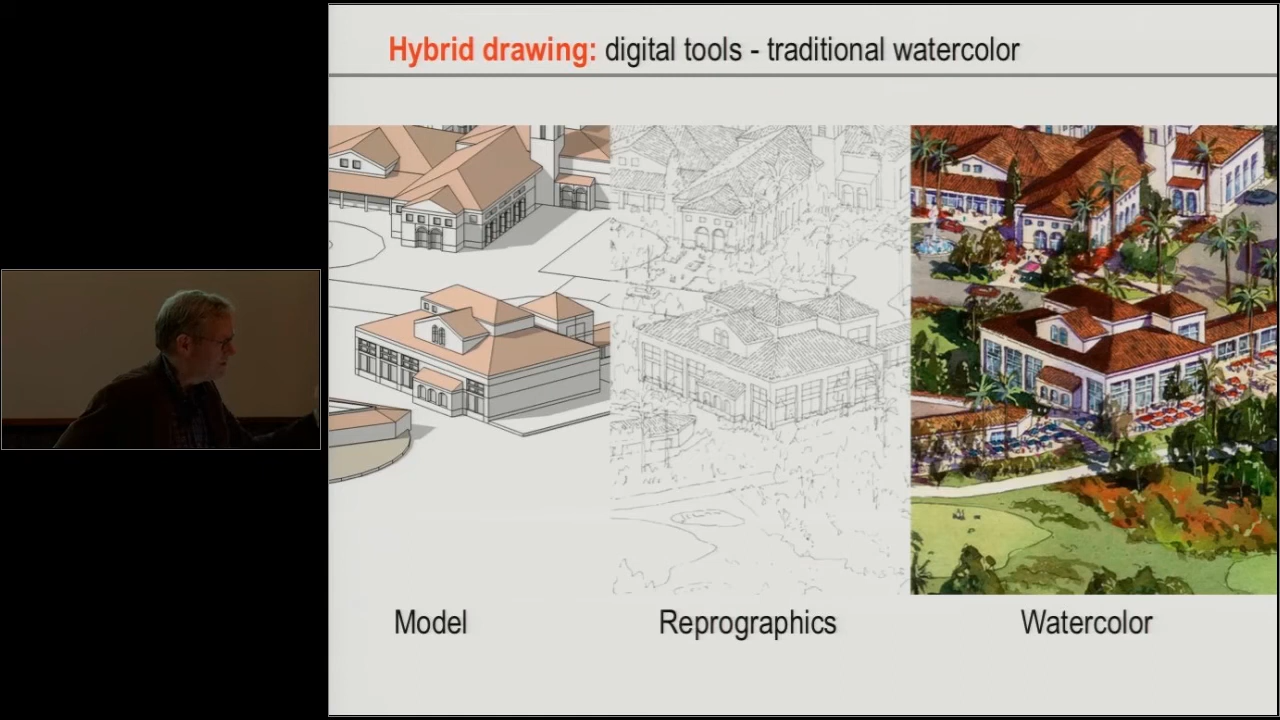 Hybrid drawing: digital tools - traditional watercolor
Model
Reprographics
Watercolor